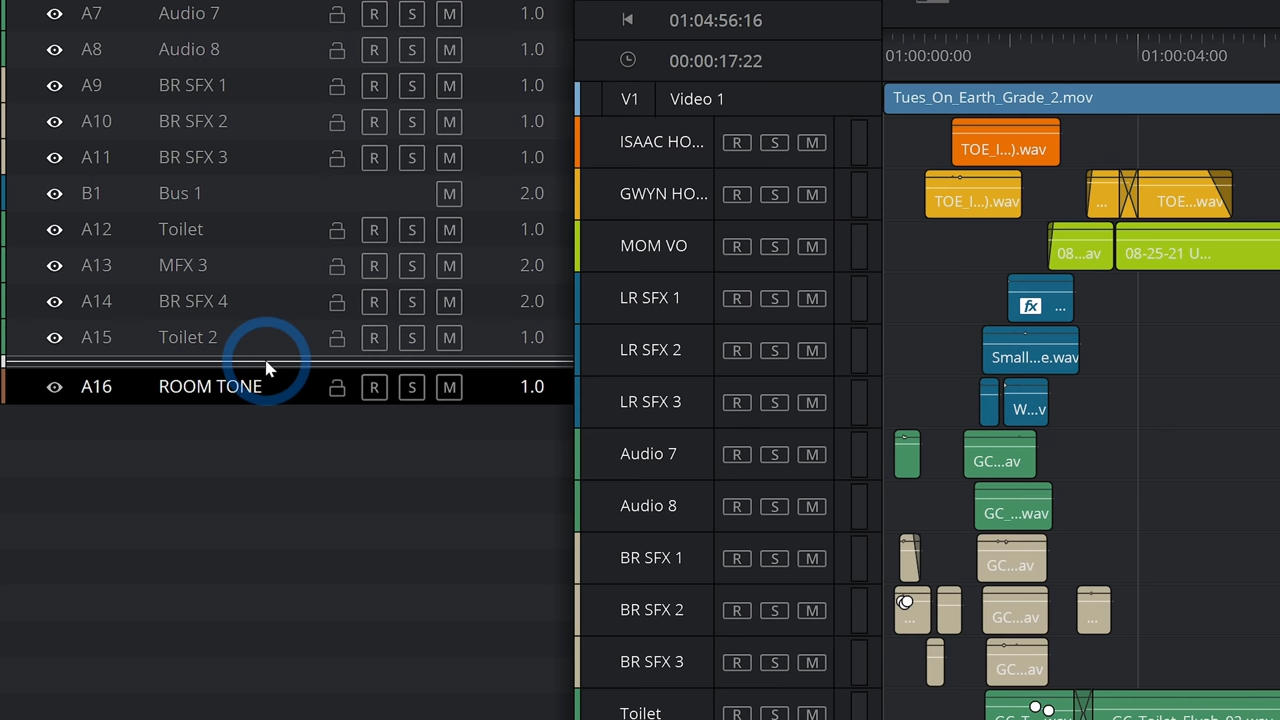 A7 Audio 7 R S M 1.0
A8 Audio 8 R S M 1.0
A9 BR SFX 1 R S M 1.0
A10 BR SFX 2 R S M 1.0
A11 BR SFX 3 R S M 1.0
B1 Bus 1 M 2.0
A12 Toilet R S M 1.0
A13 MFX 3 R S M 2.0
A14 BR SFX 4 R S M 2.0
A15 Toilet 2 R S M 1.0
A16 ROOM TONE R S M 1.0
01:04:56:16
00:00:17:22
01:00:00:00 01:00:04:00
V1 Video 1 Tues_On_Earth_Grade_2.mov
ISAAC HO... R S M TOE_I...).wav
GWYN HO... R S M TOE_I...).wav ... TOE...wav
MOM VO R S M 08...av 08-25-21 U...
LR SFX 1 R S M fx ...
LR SFX 2 R S M Small...e.wav
LR SFX 3 R S M W...v
Audio 7 R S M GC...av
Audio 8 R S M GC_...wav
BR SFX 1 R S M GC...av
BR SFX 2 R S M ... GC...av ...
BR SFX 3 R S M GC...av
Toilet R S M GC_T...wav GC_Toilet_Flush_03.wav